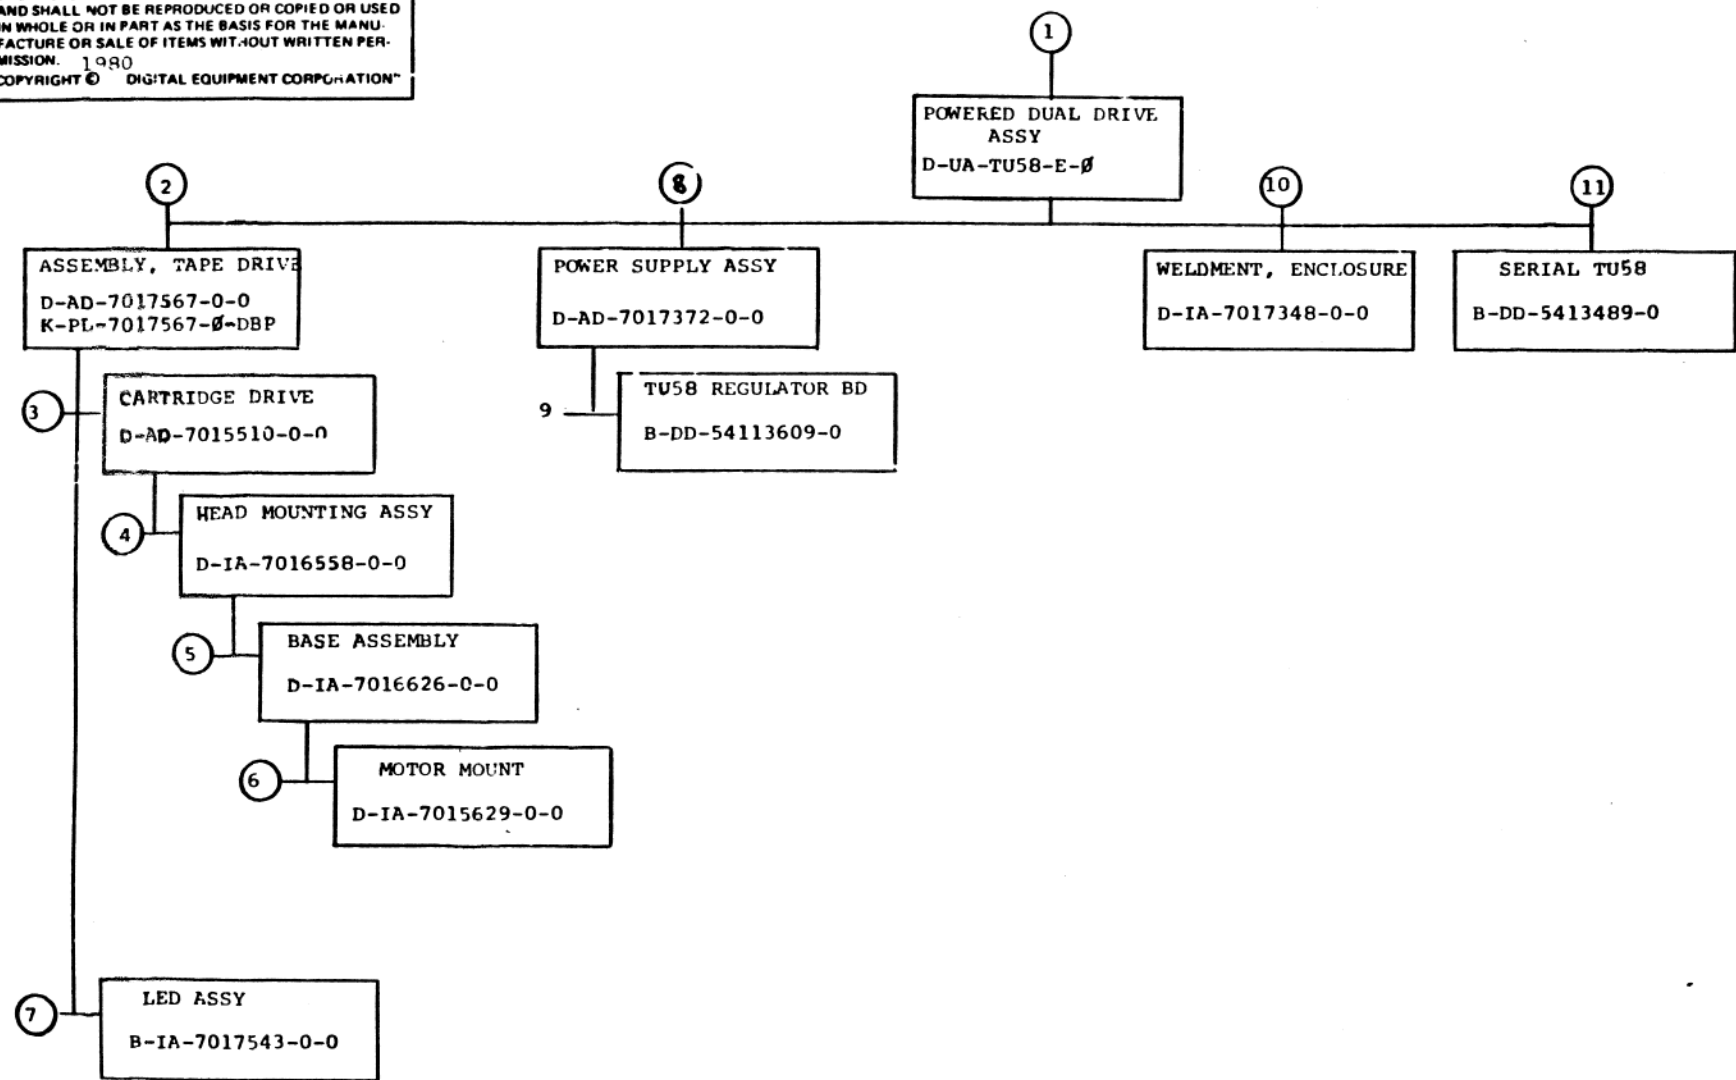 AND SHALL NOT BE REPRODUCED OR COPIED OR USED
IN WHOLE OR IN PART AS THE BASIS FOR THE MANU-
FACTURE OR SALE OF ITEMS WITHOUT WRITTEN PER-
MISSION. 1980
COPYRIGHT © DIGITAL EQUIPMENT CORPORATION"
1
POWERED DUAL DRIVE
ASSY
D-UA-TU58-E-Ø
2
ASSEMBLY, TAPE DRIVE
D-AD-7017567-0-0
K-PL-7017567-Ø-DBP
8
POWER SUPPLY ASSY
D-AD-7017372-0-0
10
WELDMENT, ENCLOSURE
D-IA-7017348-0-0
11
SERIAL TU58
B-DD-5413489-0
3
CARTRIDGE DRIVE
D-AD-7015510-0-0
9
TU58 REGULATOR BD
B-DD-54113609-0
4
HEAD MOUNTING ASSY
D-IA-7016558-0-0
5
BASE ASSEMBLY
D-IA-7016626-0-0
6
MOTOR MOUNT
D-IA-7015629-0-0
7
LED ASSY
B-IA-7017543-0-0